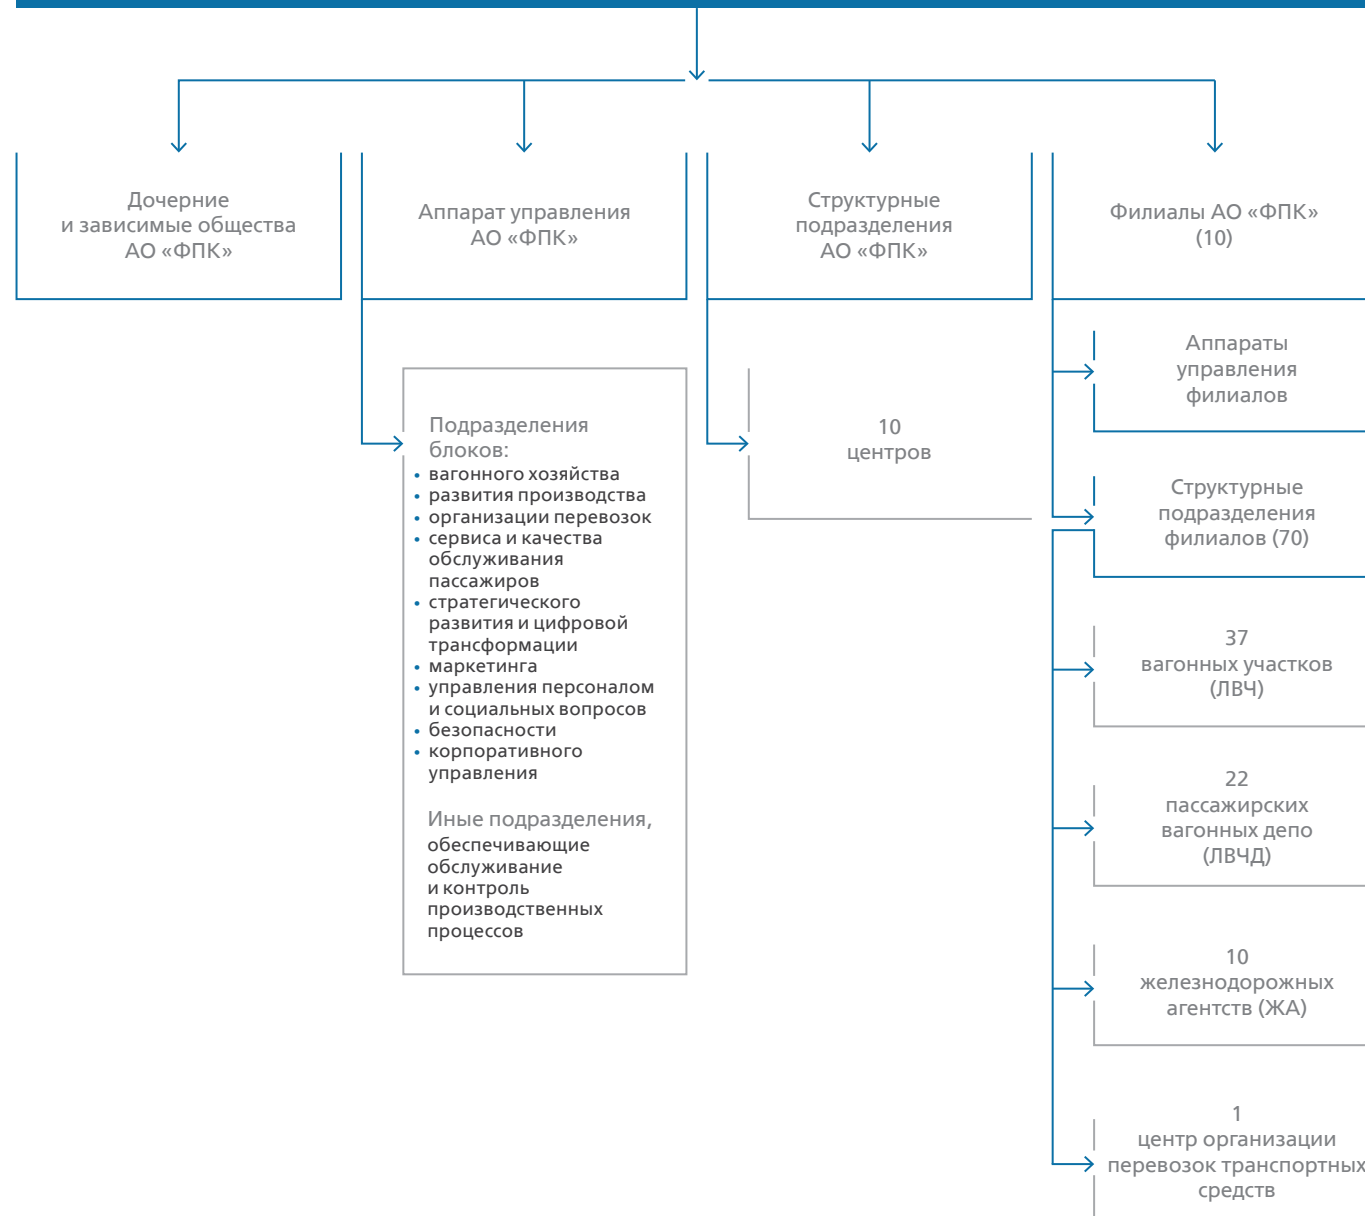 Дочерние
и зависимые общества
АО «ФПК»
Аппарат управления
АО «ФПК»
Структурные
подразделения
АО «ФПК»
Филиалы АО «ФПК»
(10)
Подразделения
блоков:
• вагонного хозяйства
• развития производства
• организации перевозок
• сервиса и качества
обслуживания
пассажиров
• стратегического
развития и цифровой
трансформации
• маркетинга
• управления персоналом
и социальных вопросов
• безопасности
• корпоративного
управления
Иные подразделения,
обеспечивающие
обслуживание
и контроль
производственных
процессов
10
центров
Аппараты
управления
филиалов
Структурные
подразделения
филиалов (70)
37
вагонных участков
(ЛВЧ)
22
пассажирских
вагонных депо
(ЛВЧД)
10
железнодорожных
агентств (ЖА)
1
центр организации
перевозок транспортных
средств